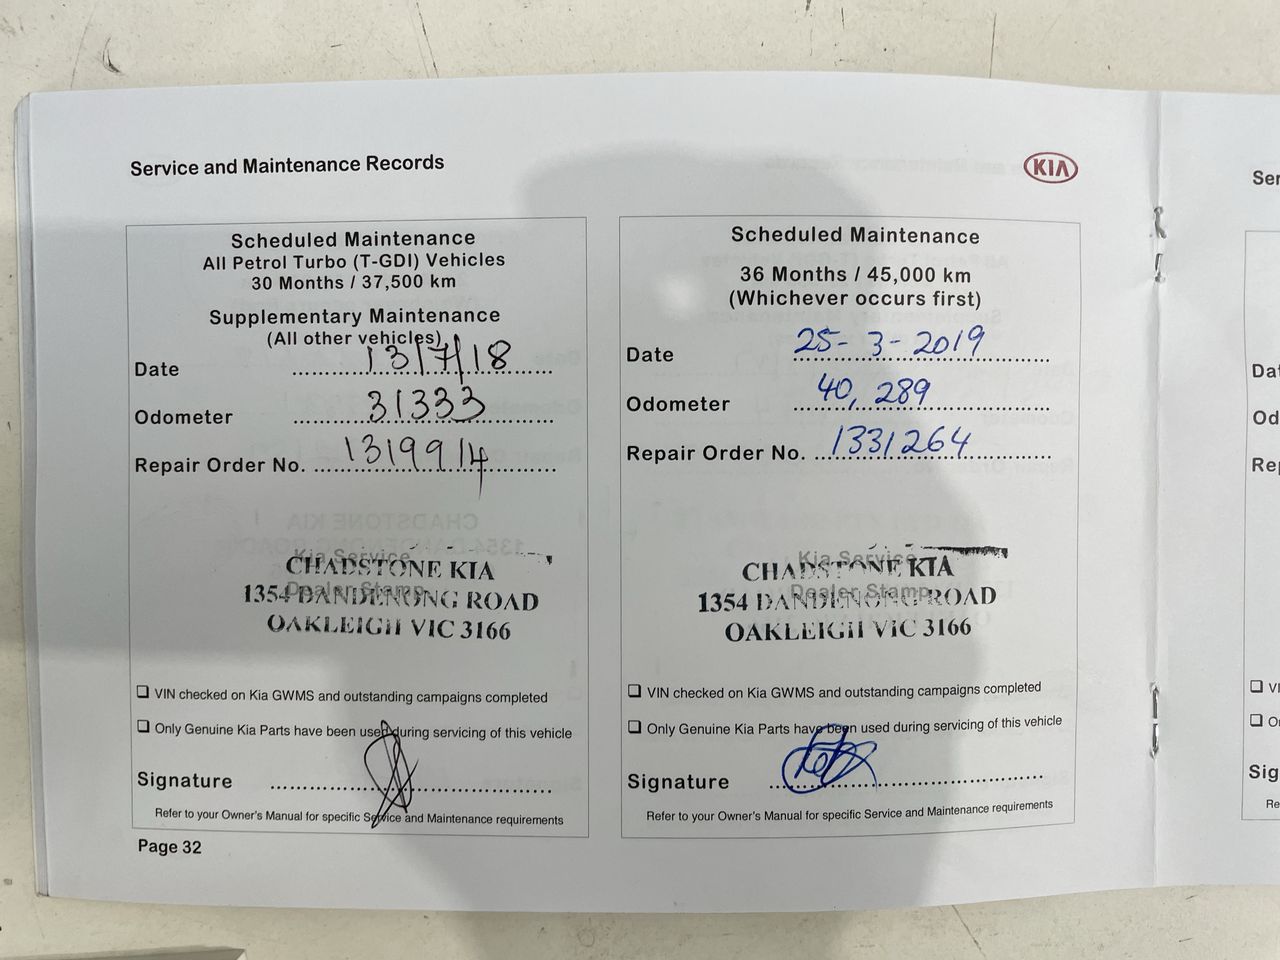 Service and Maintenance Records
KIA
Scheduled Maintenance
All Petrol Turbo (T-GDI) Vehicles
30 Months / 37,500 km
Supplementary Maintenance
(All other vehicles)
Date 13/7/18
Odometer 31333
Repair Order No. 1319914
Kia Service
Dealer Stamp
CHADSTONE KIA
1354 DANDENONG ROAD
OAKLEIGH VIC 3166
❑ VIN checked on Kia GWMS and outstanding campaigns completed
❑ Only Genuine Kia Parts have been used during servicing of this vehicle
Signature
Refer to your Owner's Manual for specific Service and Maintenance requirements
Page 32
Scheduled Maintenance
36 Months / 45,000 km
(Whichever occurs first)
Date 25-3-2019
Odometer 40,289
Repair Order No. 1331264
Kia Service
Dealer Stamp
CHADSTONE KIA
1354 DANDENONG ROAD
OAKLEIGH VIC 3166
❑ VIN checked on Kia GWMS and outstanding campaigns completed
❑ Only Genuine Kia Parts have been used during servicing of this vehicle
Signature
Refer to your Owner's Manual for specific Service and Maintenance requirements